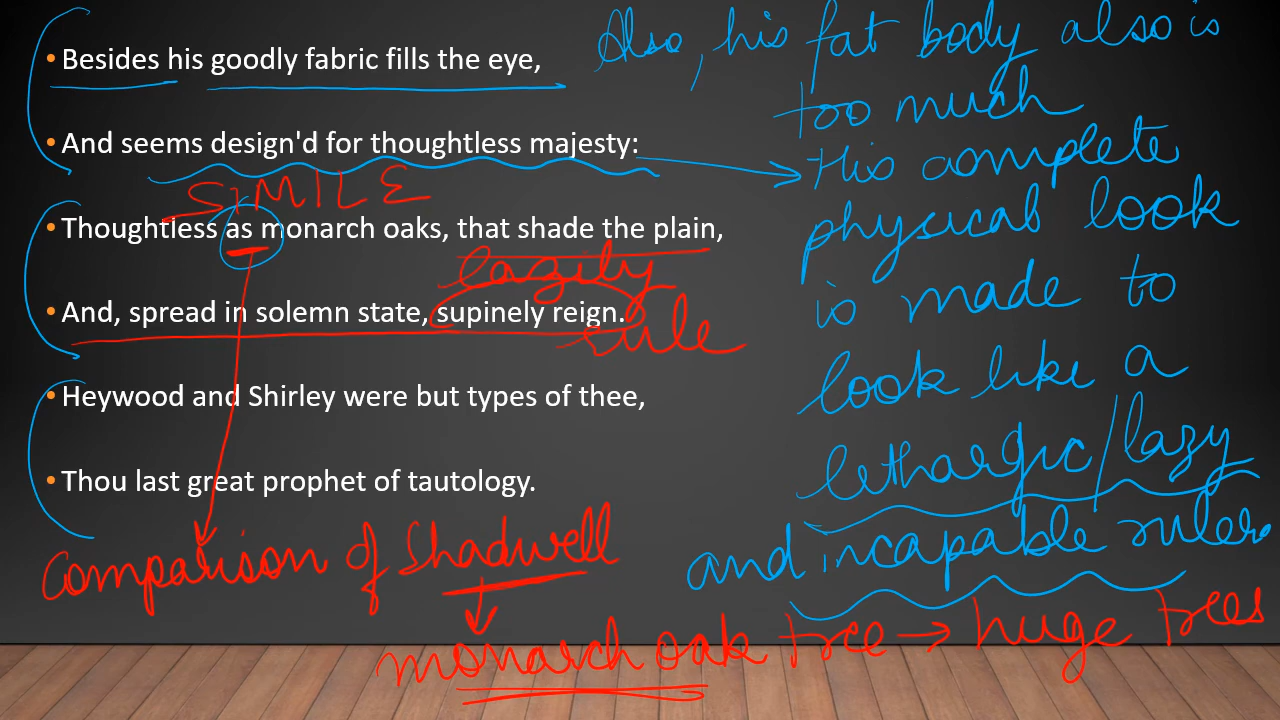 • Besides his goodly fabric fills the eye,
• And seems design'd for thoughtless majesty:
SIMILE
• Thoughtless as monarch oaks, that shade the plain,
lazily
• And, spread in solemn state, supinely reign.
rule
• Heywood and Shirley were but types of thee,
• Thou last great prophet of tautology.
Comparison of Shadwell
monarch oak tree → huge trees
Also, his fat body also is
too much
His complete
physical look
is made to
look like a
lethargic/lazy
and incapable ruler.